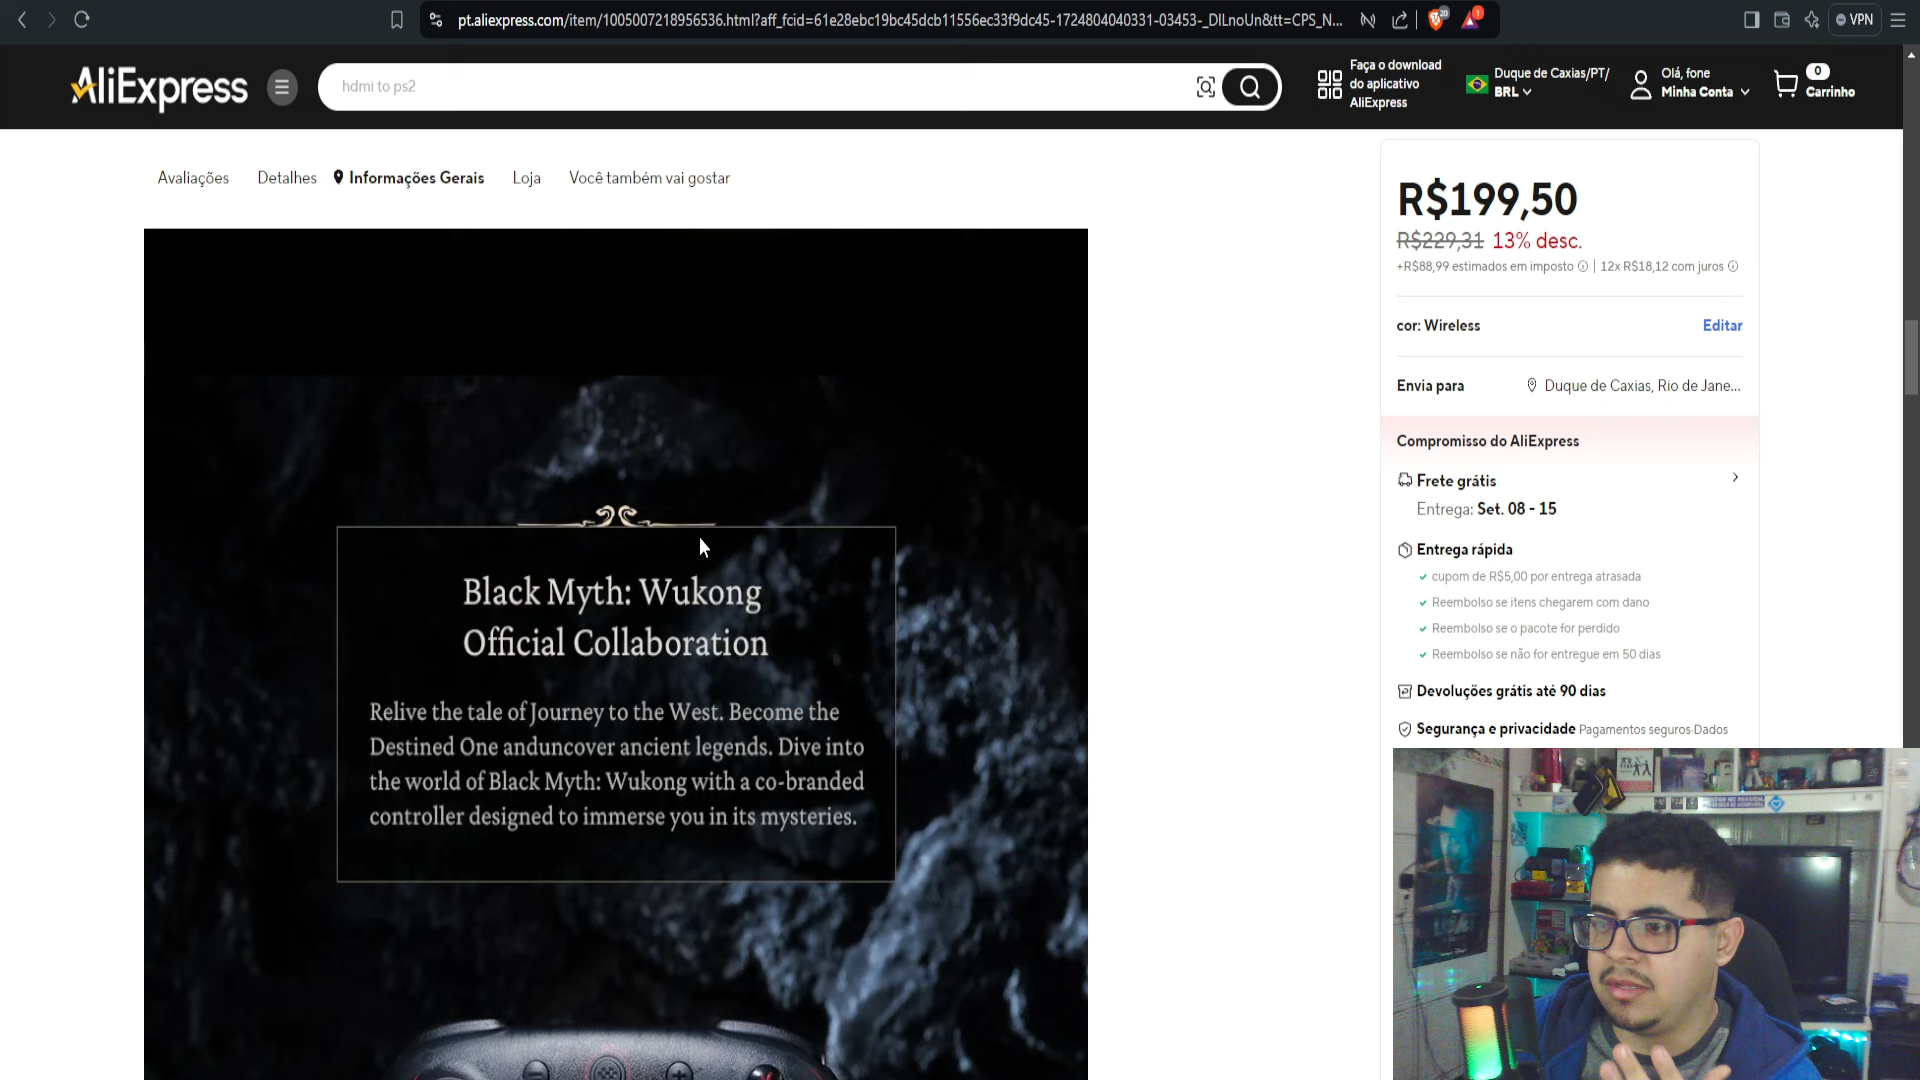 pt.aliexpress.com/item/1005007218956536.html?aff_fcid=61e28ebc19bc45dcb11556ec33f9dc45-1724804040331-03453-_DILnoUn&tt=CPS_N...
20
1
VPN
AliExpress
hdmi to ps2
Faça o download
do aplicativo
AliExpress
Duque de Caxias/PT/
BRL
Olá, fone
Minha Conta
0
Carrinho
Avaliações
Detalhes
Informações Gerais
Loja
Você também vai gostar
Black Myth: Wukong
Official Collaboration
Relive the tale of Journey to the West. Become the
Destined One anduncover ancient legends. Dive into
the world of Black Myth: Wukong with a co-branded
controller designed to immerse you in its mysteries.
R$199,50
R$229,31 13% desc.
+R$88,99 estimados em imposto | 12x R$18,12 com juros
cor: Wireless
Editar
Envia para
Duque de Caxias, Rio de Jane...
Compromisso do AliExpress
Frete grátis
Entrega: Set. 08 - 15
Entrega rápida
cupom de R$5,00 por entrega atrasada
Reembolso se itens chegarem com dano
Reembolso se o pacote for perdido
Reembolso se não for entregue em 50 dias
Devoluções grátis até 90 dias
Segurança e privacidade Pagamentos seguros·Dados